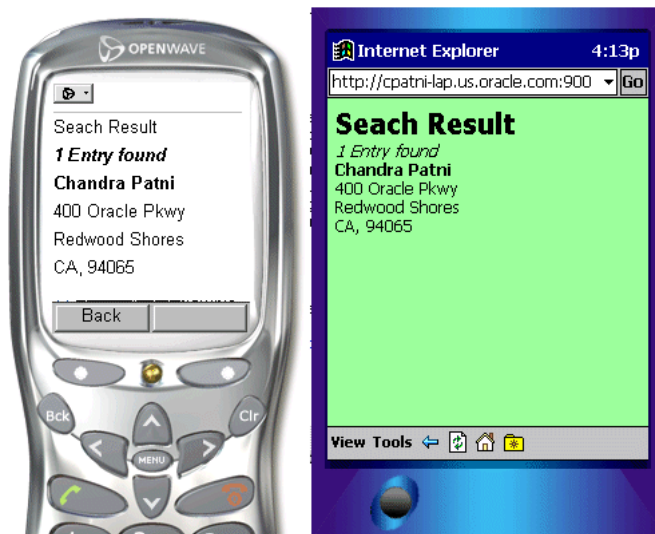 OPENWAVE
Seach Result
1 Entry found
Chandra Patni
400 Oracle Pkwy
Redwood Shores
CA, 94065
Back
Bck
Clr
MENU
Internet Explorer 4:13p
http://cpatni-lap.us.oracle.com:900 Go
Seach Result
1 Entry found
Chandra Patni
400 Oracle Pkwy
Redwood Shores
CA, 94065
View Tools